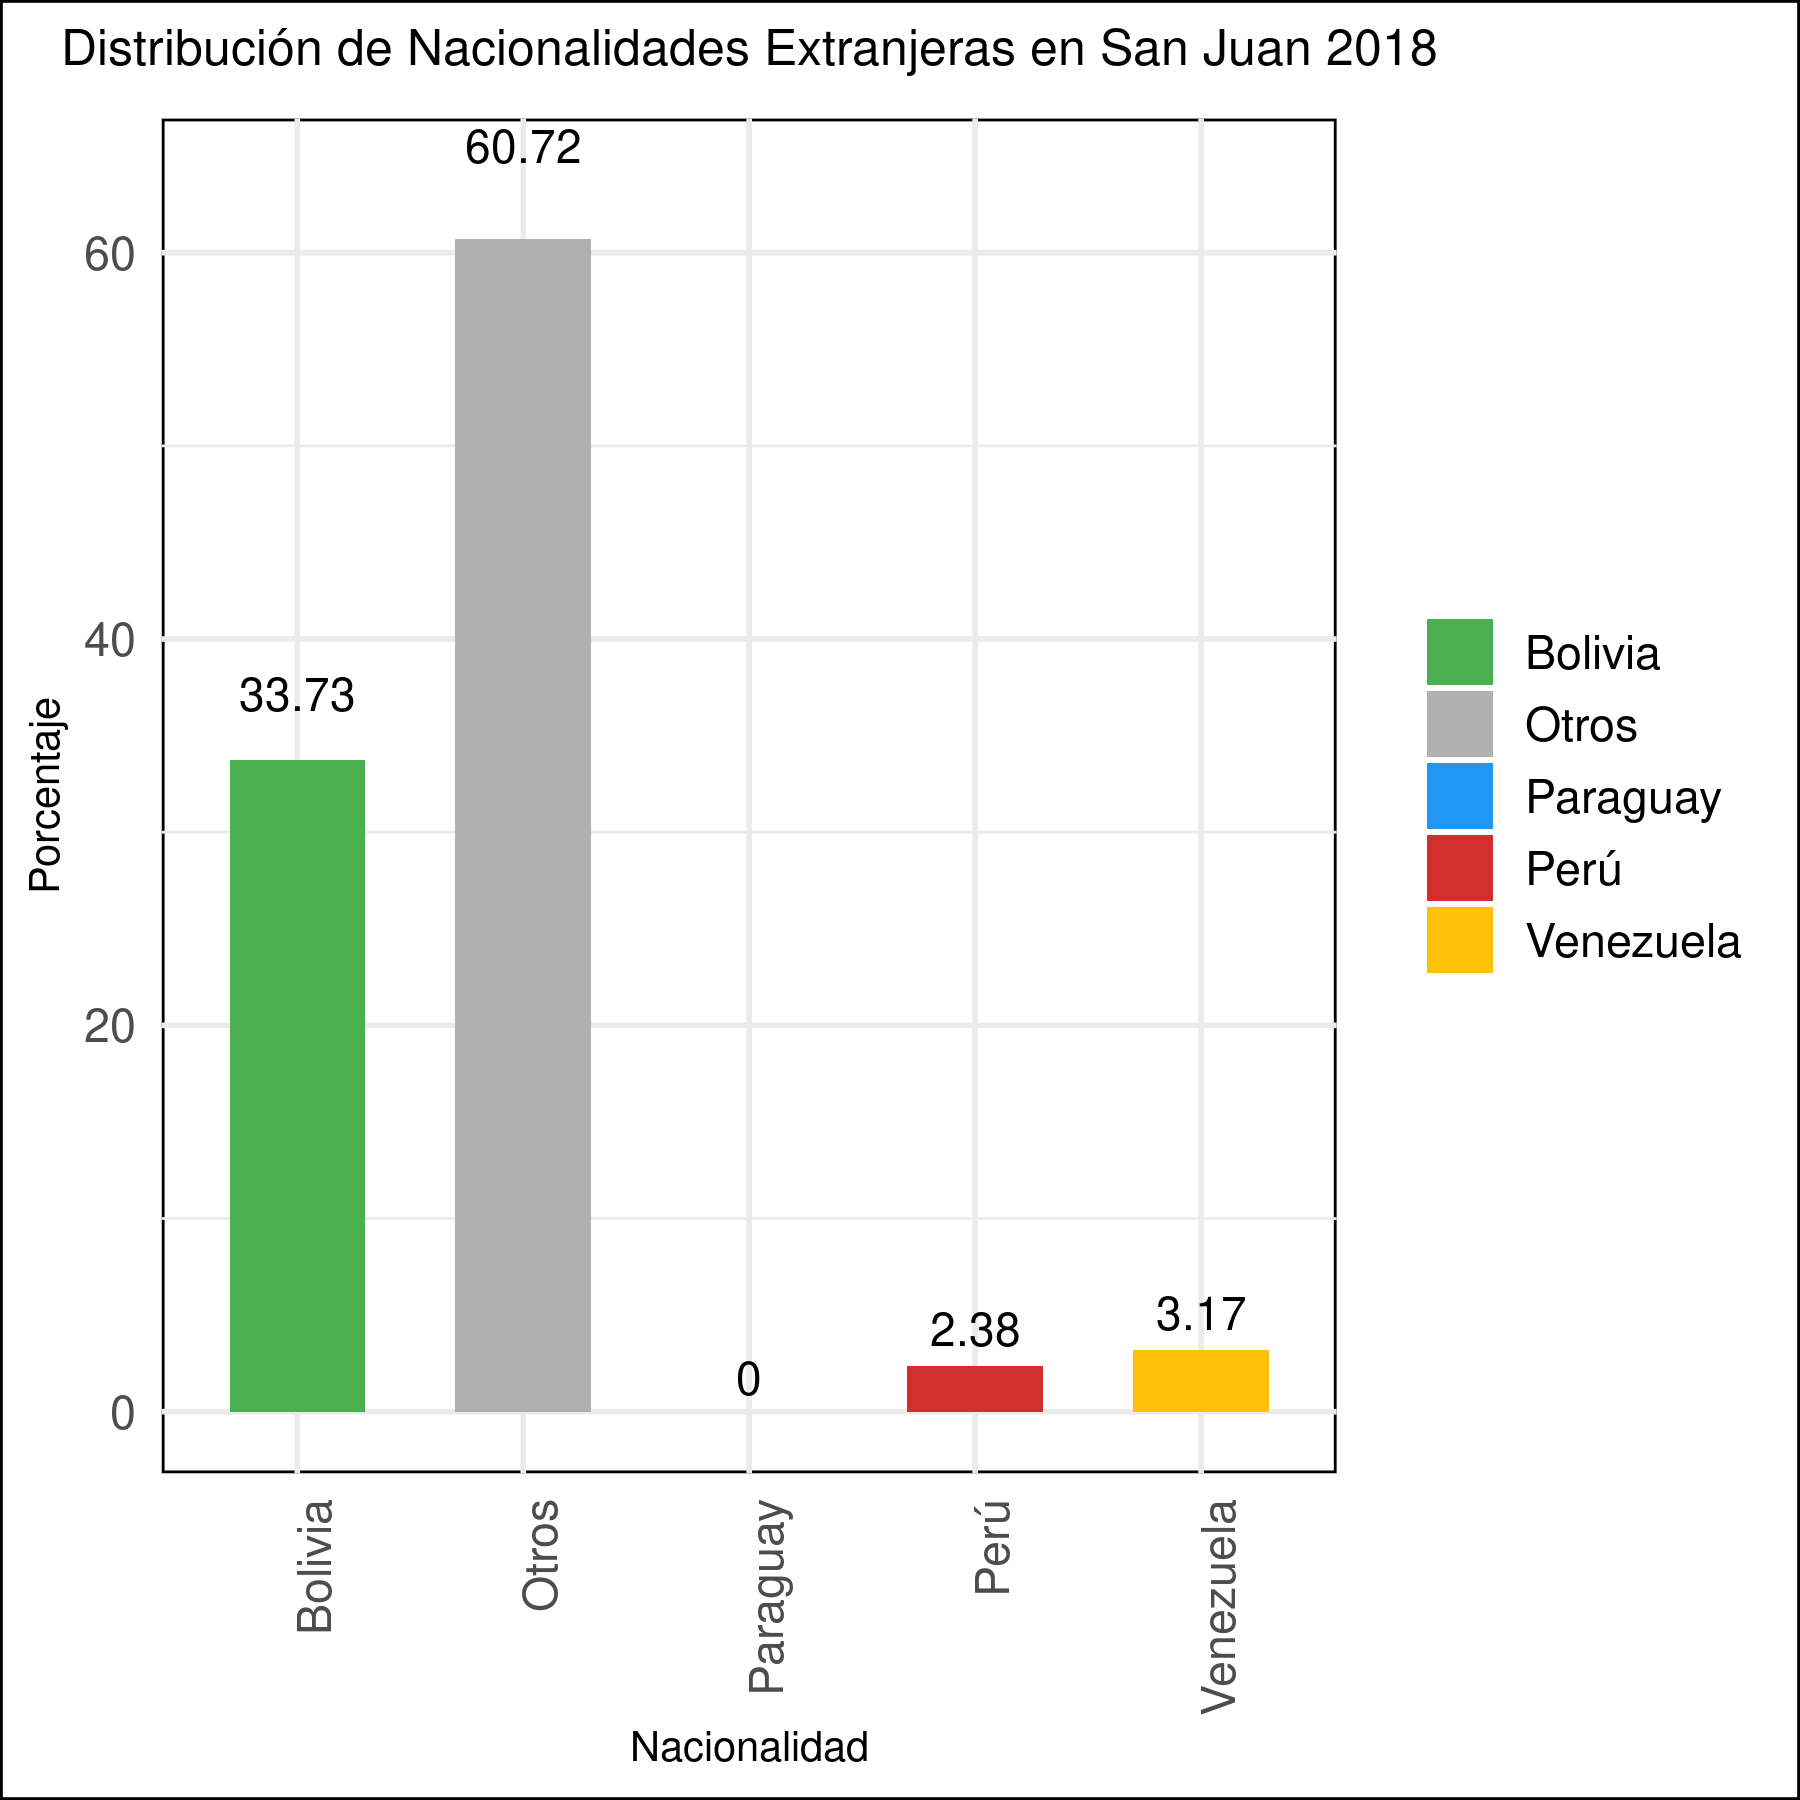 Distribución de Nacionalidades Extranjeras en San Juan 2018
Porcentaje
60
40
20
0
33.73
60.72
0
2.38
3.17
Bolivia
Otros
Paraguay
Perú
Venezuela
Nacionalidad
Bolivia
Otros
Paraguay
Perú
Venezuela